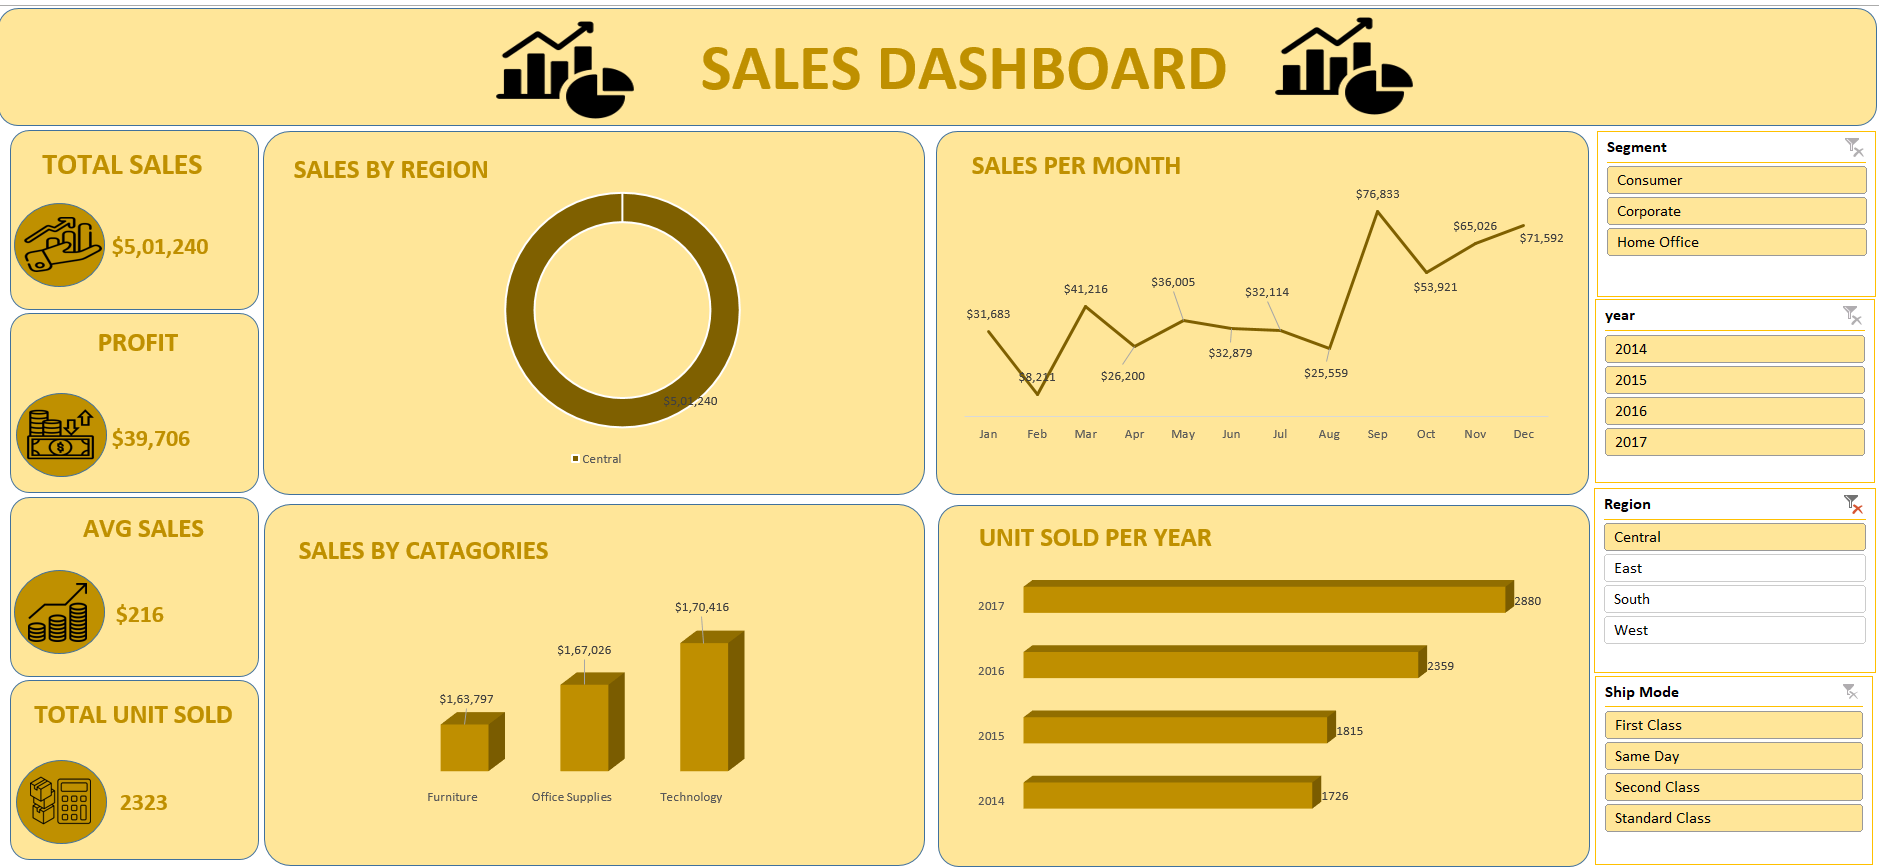 SALES DASHBOARD
TOTAL SALES
$5,01,240
PROFIT
$39,706
AVG SALES
$216
TOTAL UNIT SOLD
2323
SALES BY REGION
$5,01,240
Central
SALES PER MONTH
$31,683
$8,211
$41,216
$26,200
$36,005
$32,879
$32,114
$25,559
$76,833
$53,921
$65,026
$71,592
Jan Feb Mar Apr May Jun Jul Aug Sep Oct Nov Dec
SALES BY CATAGORIES
$1,63,797
$1,67,026
$1,70,416
Furniture Office Supplies Technology
UNIT SOLD PER YEAR
2017 2880
2016 2359
2015 1815
2014 1726
Segment
Consumer
Corporate
Home Office
year
2014
2015
2016
2017
Region
Central
East
South
West
Ship Mode
First Class
Same Day
Second Class
Standard Class